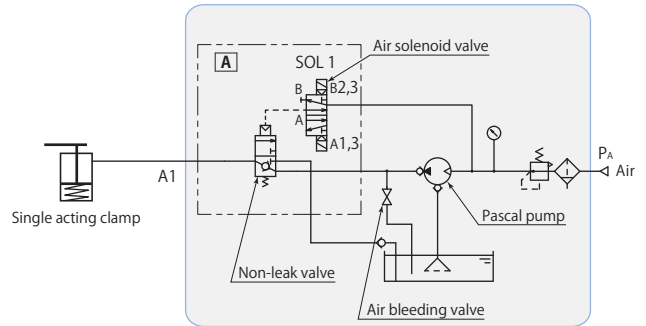 Air solenoid valve
A
SOL 1
B
B2,3
A
A1,3
PA
Air
A1
Single acting clamp
Pascal pump
Non-leak valve
Air bleeding valve